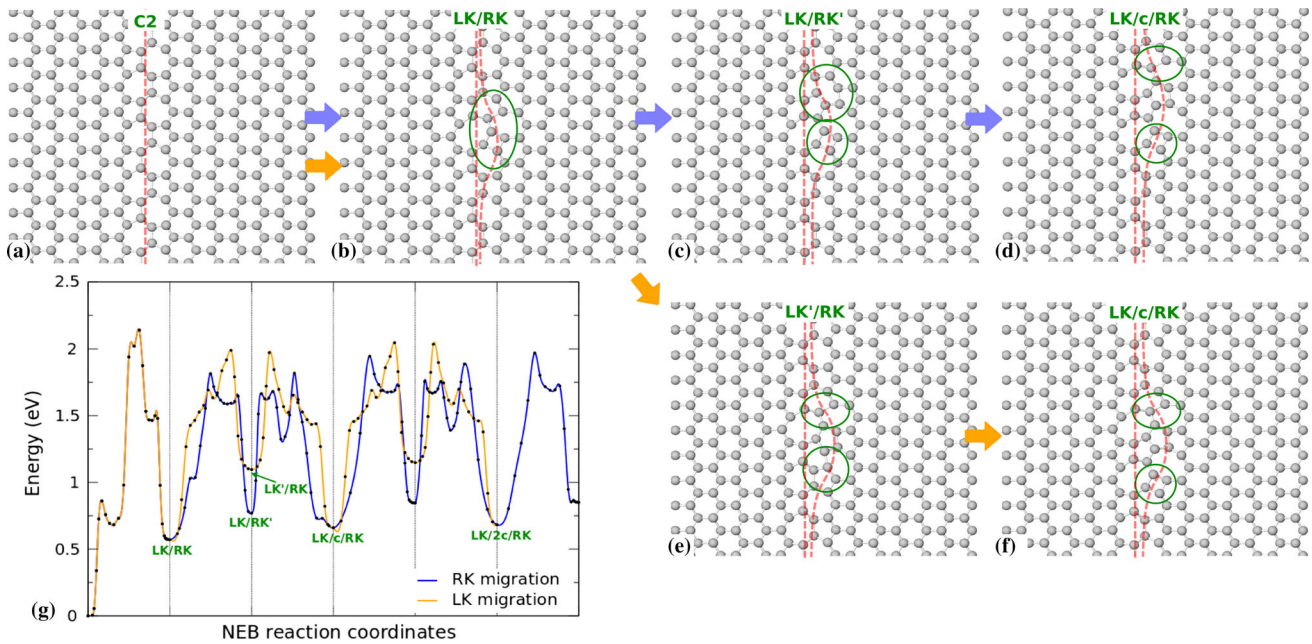 C2
LK/RK
LK/RK'
LK/c/RK
(a)
(b)
(c)
(d)
LK'/RK
LK/c/RK
(e)
(f)
2.5
2
1.5
1
0.5
0
Energy (eV)
LK/RK
LK'/RK
LK/RK'
LK/c/RK
LK/2c/RK
RK migration
LK migration
(g)
NEB reaction coordinates